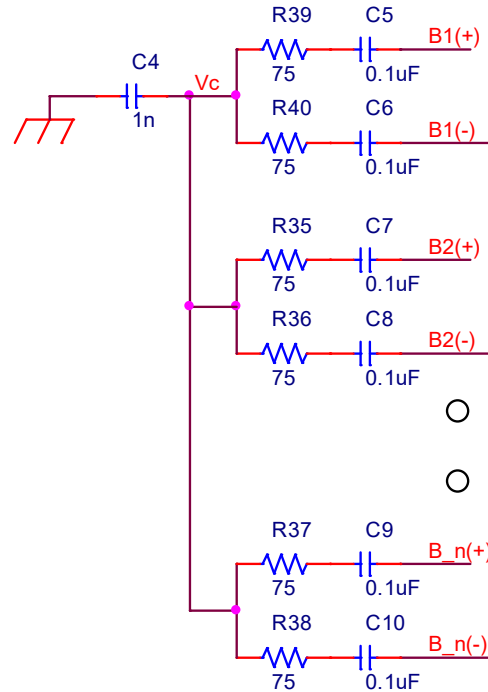 R39 C5
B1(+)
C4
Vc
75 0.1uF
R40 C6
1n
B1(-)
75 0.1uF
R35 C7
B2(+)
75 0.1uF
R36 C8
B2(-)
75 0.1uF
R37 C9
B_n(+)
75 0.1uF
R38 C10
B_n(-)
75 0.1uF